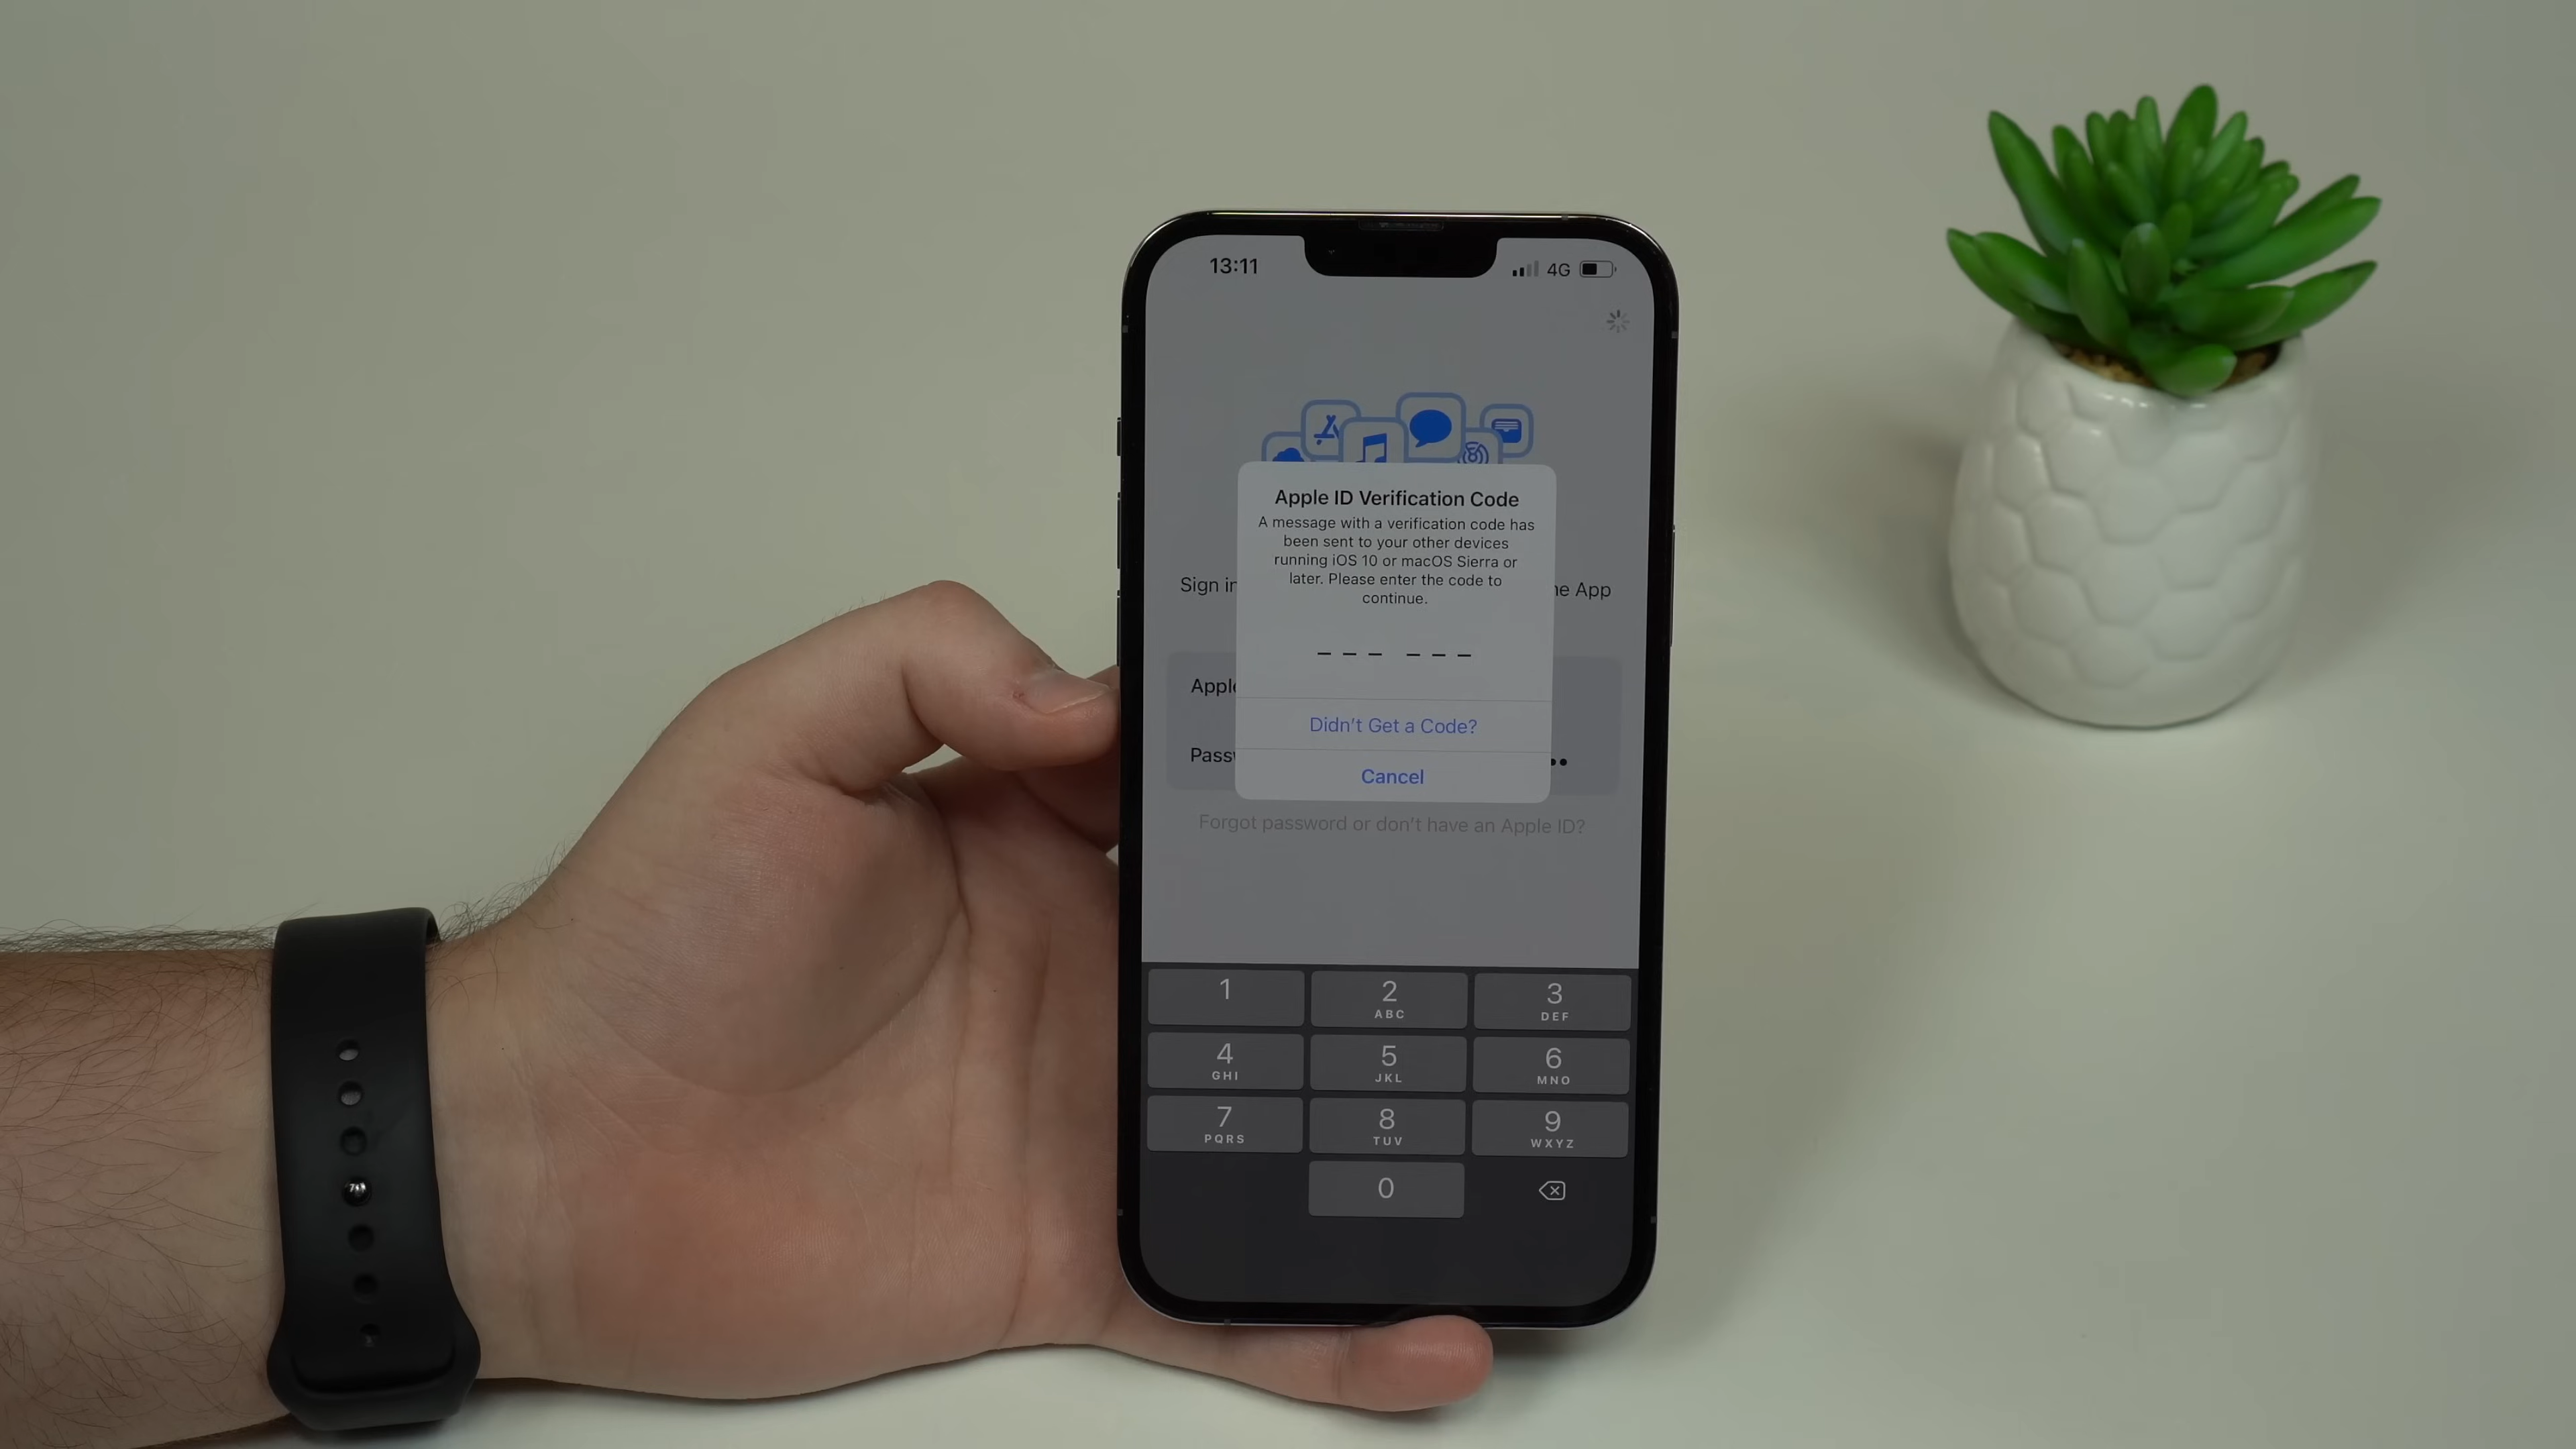 13:11 4G
Apple ID Verification Code
A message with a verification code has
been sent to your other devices
running iOS 10 or macOS Sierra or
later. Please enter the code to
continue.
Sign in
App
_ _ _ _ _ _
Didn't Get a Code?
Cancel
Forgot password or don't have an Apple ID?
1
2
ABC
3
DEF
4
GHI
5
JKL
6
MNO
7
PQRS
8
TUV
9
WXYZ
0